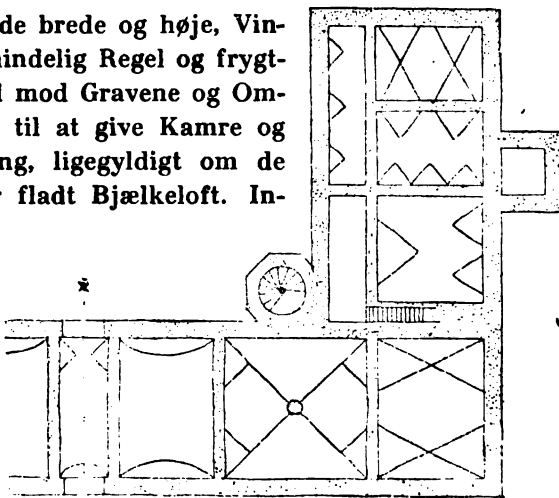 de brede og høje, Vin-
indelig Regel og frygt-
l mod Gravene og Om-
til at give Kamre og
ng, ligegyldigt om de
r fladt Bjælkeloft. In-